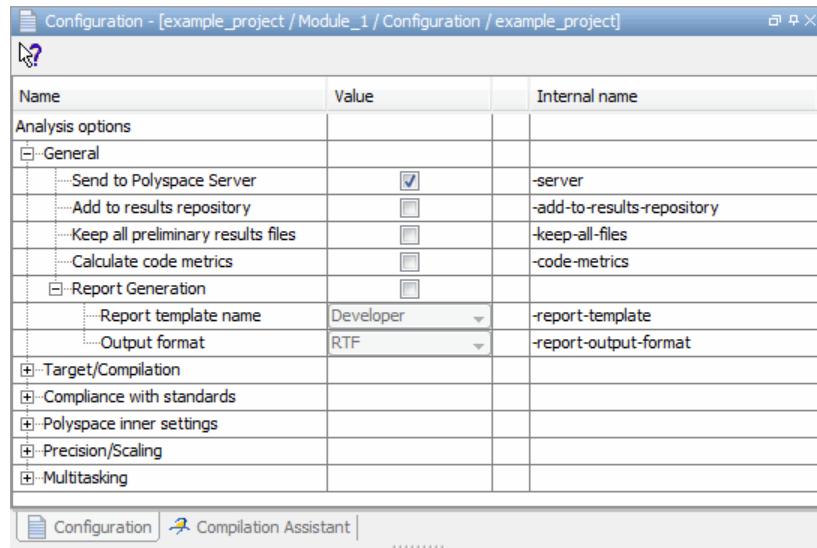 Configuration - [example_project / Module_1 / Configuration / example_project]
Name Value Internal name
Analysis options
General
Send to Polyspace Server -server
Add to results repository -add-to-results-repository
Keep all preliminary results files -keep-all-files
Calculate code metrics -code-metrics
Report Generation
Report template name Developer -report-template
Output format RTF -report-output-format
Target/Compilation
Compliance with standards
Polyspace inner settings
Precision/Scaling
Multitasking
Configuration Compilation Assistant